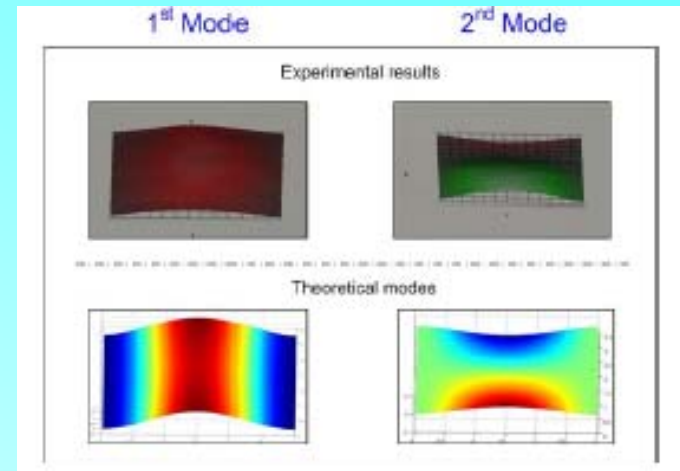 1st Mode 2nd Mode
Experimental results
Theoretical modes